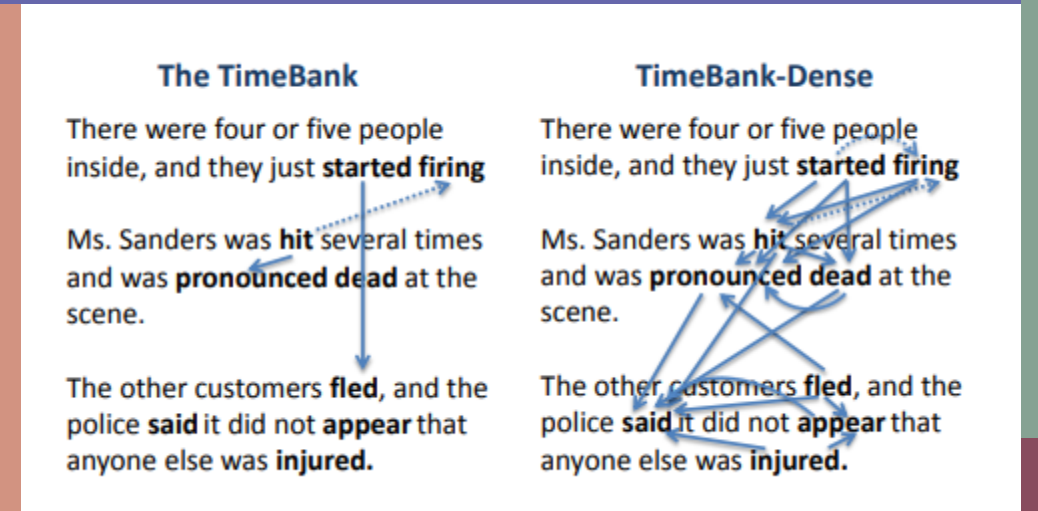 The TimeBank
There were four or five people
inside, and they just started firing
Ms. Sanders was hit several times
and was pronounced dead at the
scene.
The other customers fled, and the
police said it did not appear that
anyone else was injured.
TimeBank-Dense
There were four or five people
inside, and they just started firing
Ms. Sanders was hit several times
and was pronounced dead at the
scene.
The other customers fled, and the
police said it did not appear that
anyone else was injured.